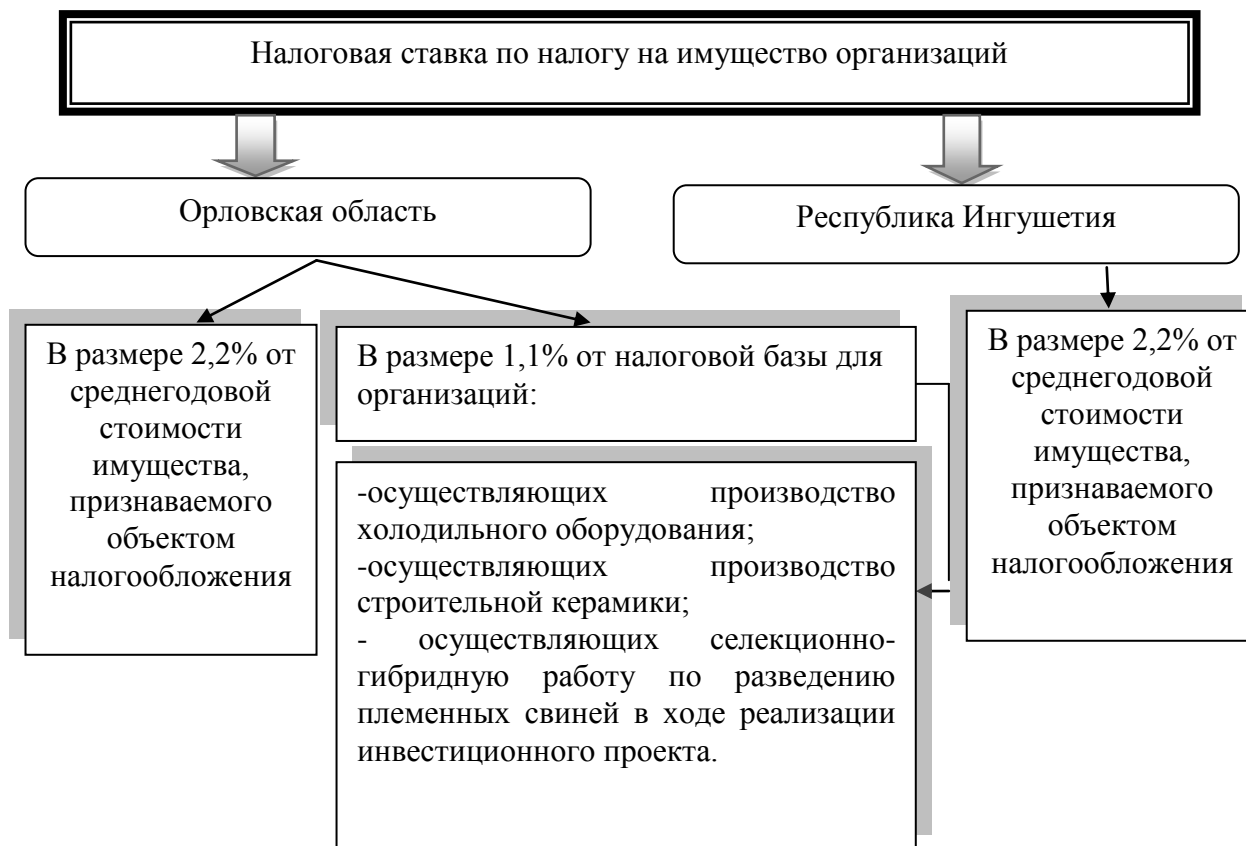 Налоговая ставка по налогу на имущество организаций
Орловская область
Республика Ингушетия
В размере 2,2% от
среднегодовой
стоимости
имущества,
признаваемого
объектом
налогообложения
В размере 1,1% от налоговой базы для
организаций:
-осуществляющих производство
холодильного оборудования;
-осуществляющих производство
строительной керамики;
- осуществляющих селекционно-
гибридную работу по разведению
племенных свиней в ходе реализации
инвестиционного проекта.
В размере 2,2% от
среднегодовой
стоимости
имущества,
признаваемого
объектом
налогообложения